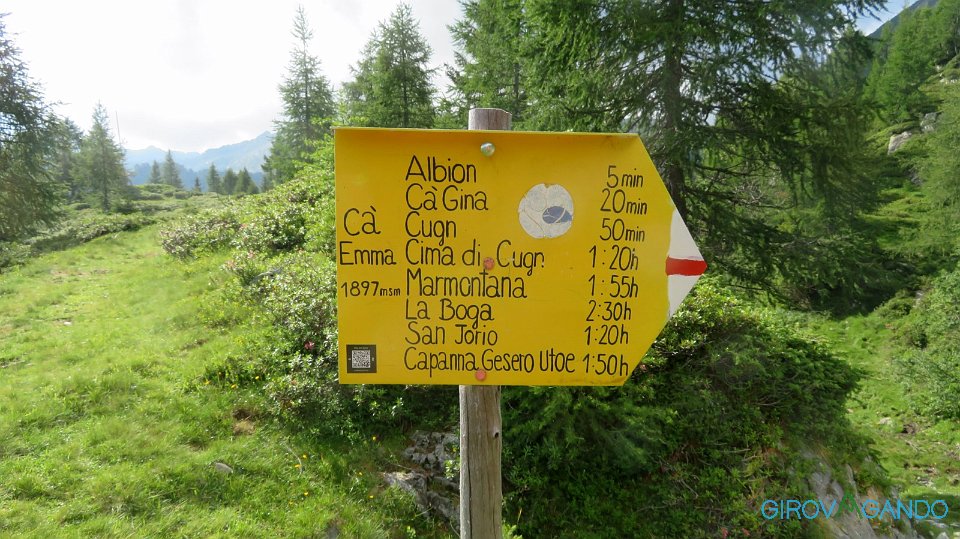 Cà
Emma
1897msm
Albion 5min
Cà Gina 20min
Cugn 50min
Cima di Cugn 1:20h
Marmontana 1:55h
La Boga 2:30h
San Jorio 1:20h
Capanna Gesero Utoe 1:50h
GIROVAGANDO